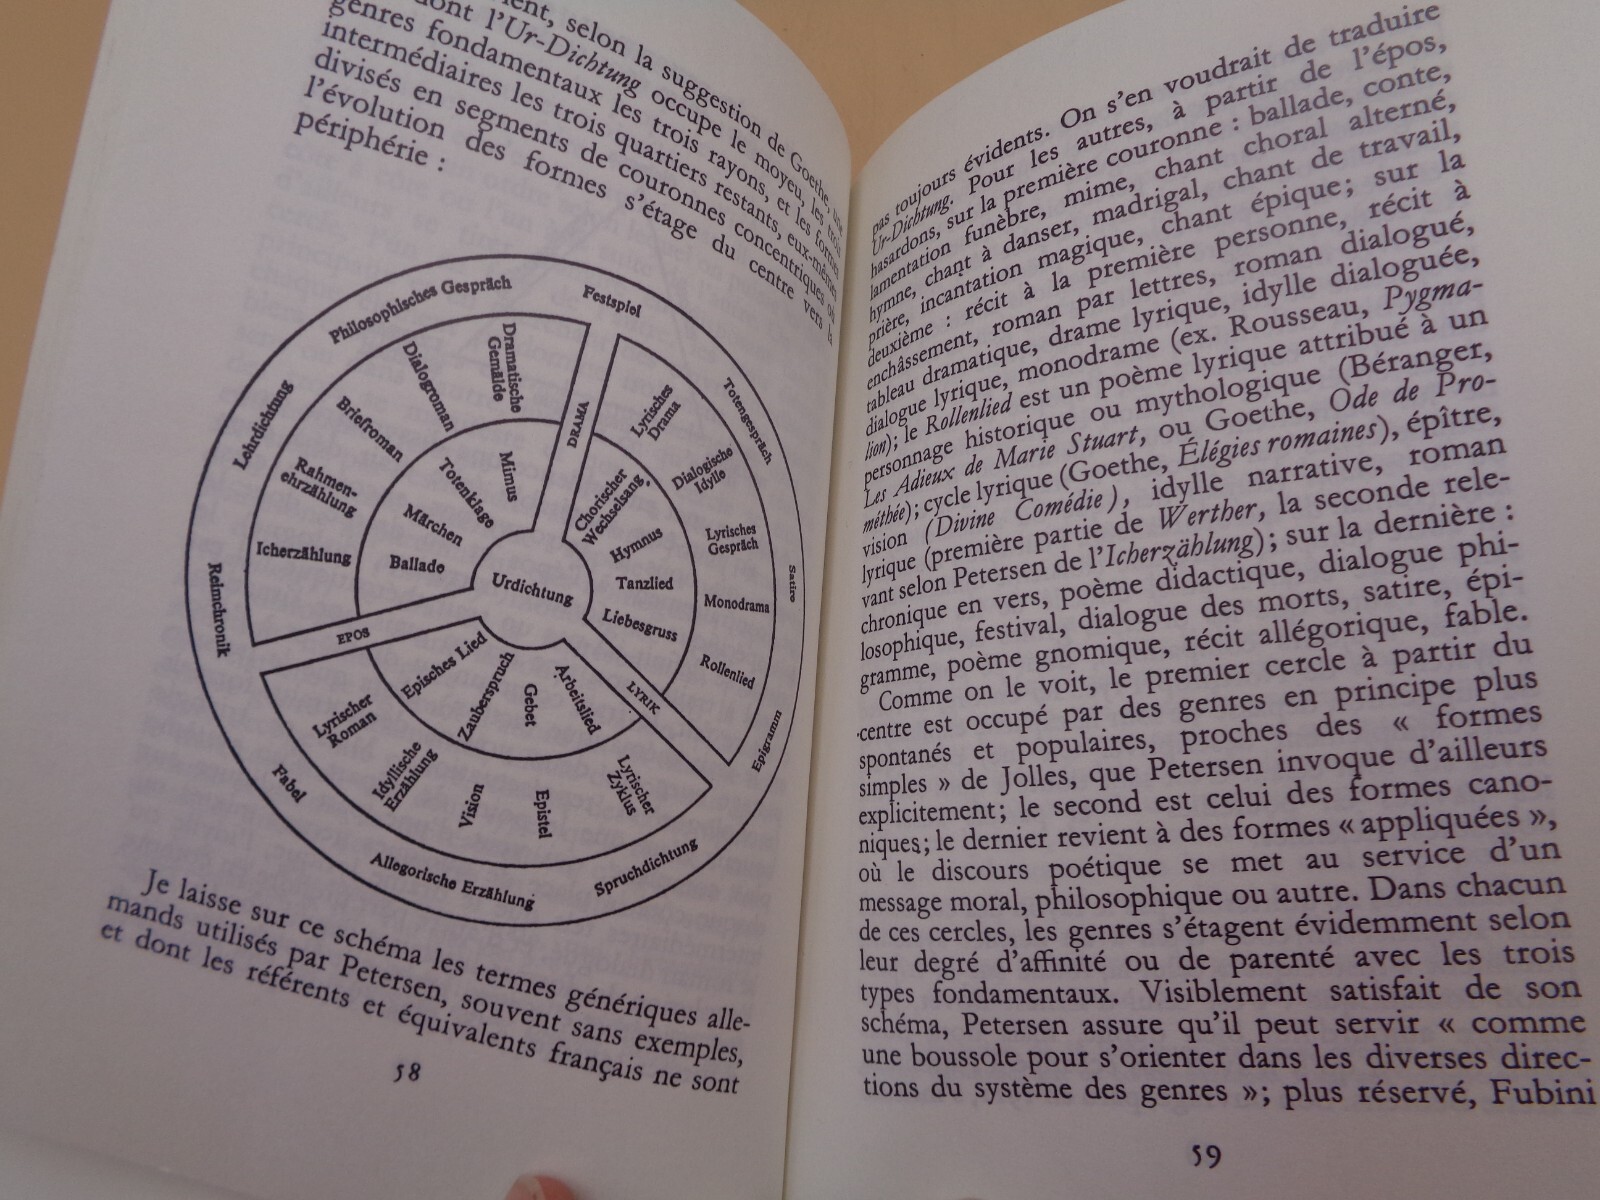 ent, selon la suggestion de Goethe, une
dont l'Ur-Dichtung occupe le moyeu, les trois
genres fondamentaux les trois rayons, et les formes
intermédiaires les trois quartiers restants, eux-mêmes
divisés en segments de couronnes concentriques où
l'évolution des formes s'étage du centre vers la
périphérie :
Philosophisches Gespräch
Festspiel
Totengespräch
Satire
Epigramm
Spruchdichtung
Allegorische Erzählung
Fabel
Reimchronik
Lehrdichtung
Icherzählung
Rahmen-
ehrzählung
Briefroman
Dialogroman
Dramatische
Gemälde
Ballade
Märchen
Totenklage
Mimus
DRAMA
Lyrisches
Drama
Dialogische
Idylle
Lyrisches
Gespräch
Monodrama
Rollenlied
Chorischer
Wechselsang
Hymnus
Tanzlied
Liebesgruss
LYRIK
Urdichtung
EPOS
Episches Lied
Zauberspruch
Gebet
Arbeitslied
Lyrischer
Roman
Idyllische
Erzählung
Vision
Epistel
Lyrischer
Zyklus
Je laisse sur ce schéma les termes génériques alle-
mands utilisés par Petersen, souvent sans exemples,
et dont les référents et équivalents français ne sont
58
pas toujours évidents. On s'en voudrait de traduire
Ur-Dichtung. Pour les autres, à partir de l'épos,
hasardons, sur la première couronne : ballade, conte,
lamentation funèbre, mime, chant choral alterné,
hymne, chant à danser, madrigal, chant de travail,
prière, incantation magique, chant épique; sur la
deuxième : récit à la première personne, récit à
enchâssement, roman par lettres, roman dialogué,
tableau dramatique, drame lyrique, idylle dialoguée,
dialogue lyrique, monodrame (ex. Rousseau, Pygma-
lion); le Rollenlied est un poème lyrique attribué à un
personnage historique ou mythologique (Béranger,
Les Adieux de Marie Stuart, ou Goethe, Ode de Pro-
méthée); cycle lyrique (Goethe, Élégies romaines), épître,
vision (Divine Comédie), idylle narrative, roman
lyrique (première partie de Werther, la seconde rele-
vant selon Petersen de l'Icherzählung); sur la dernière :
chronique en vers, poème didactique, dialogue phi-
losophique, festival, dialogue des morts, satire, épi-
gramme, poème gnomique, récit allégorique, fable.
Comme on le voit, le premier cercle à partir du
centre est occupé par des genres en principe plus
spontanés et populaires, proches des « formes
simples » de Jolles, que Petersen invoque d'ailleurs
explicitement; le second est celui des formes cano-
niques; le dernier revient à des formes « appliquées »,
où le discours poétique se met au service d'un
message moral, philosophique ou autre. Dans chacun
de ces cercles, les genres s'étagent évidemment selon
leur degré d'affinité ou de parenté avec les trois
types fondamentaux. Visiblement satisfait de son
schéma, Petersen assure qu'il peut servir « comme
une boussole pour s'orienter dans les diverses direc-
tions du système des genres »; plus réservé, Fubini
59